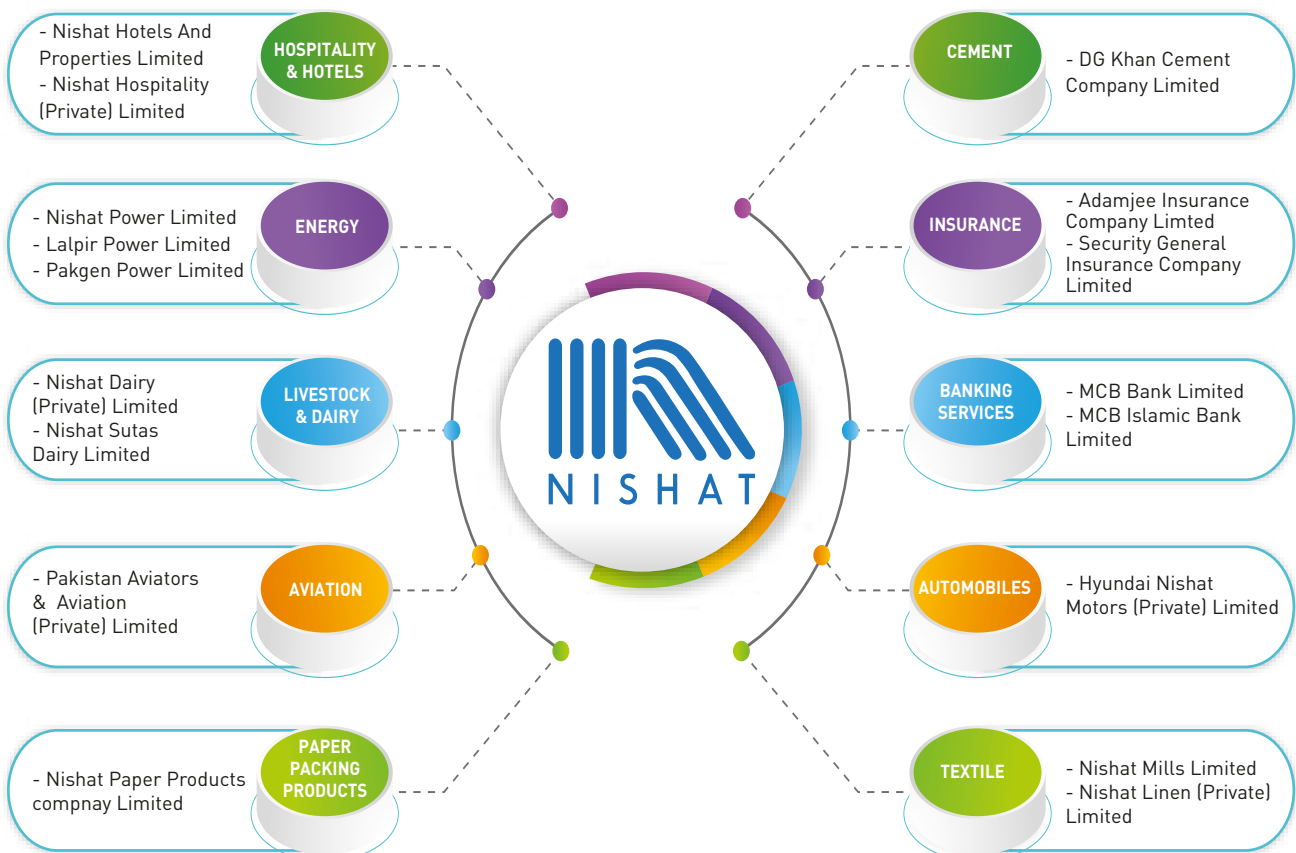 - Nishat Hotels And
Properties Limited
- Nishat Hospitality
(Private) Limited
HOSPITALITY
& HOTELS
- Nishat Power Limited
- Lalpir Power Limited
- Pakgen Power Limited
ENERGY
- Nishat Dairy
(Private) Limited
- Nishat Sutas
Dairy Limited
LIVESTOCK
& DAIRY
- Pakistan Aviators
& Aviation
(Private) Limited
AVIATION
- Nishat Paper Products
compnay Limited
PAPER
PACKING
PRODUCTS
NISHAT
CEMENT
- DG Khan Cement
Company Limited
INSURANCE
- Adamjee Insurance
Company Limted
- Security General
Insurance Company
Limited
BANKING
SERVICES
- MCB Bank Limited
- MCB Islamic Bank
Limited
AUTOMOBILES
- Hyundai Nishat
Motors (Private) Limited
TEXTILE
- Nishat Mills Limited
- Nishat Linen (Private)
Limited